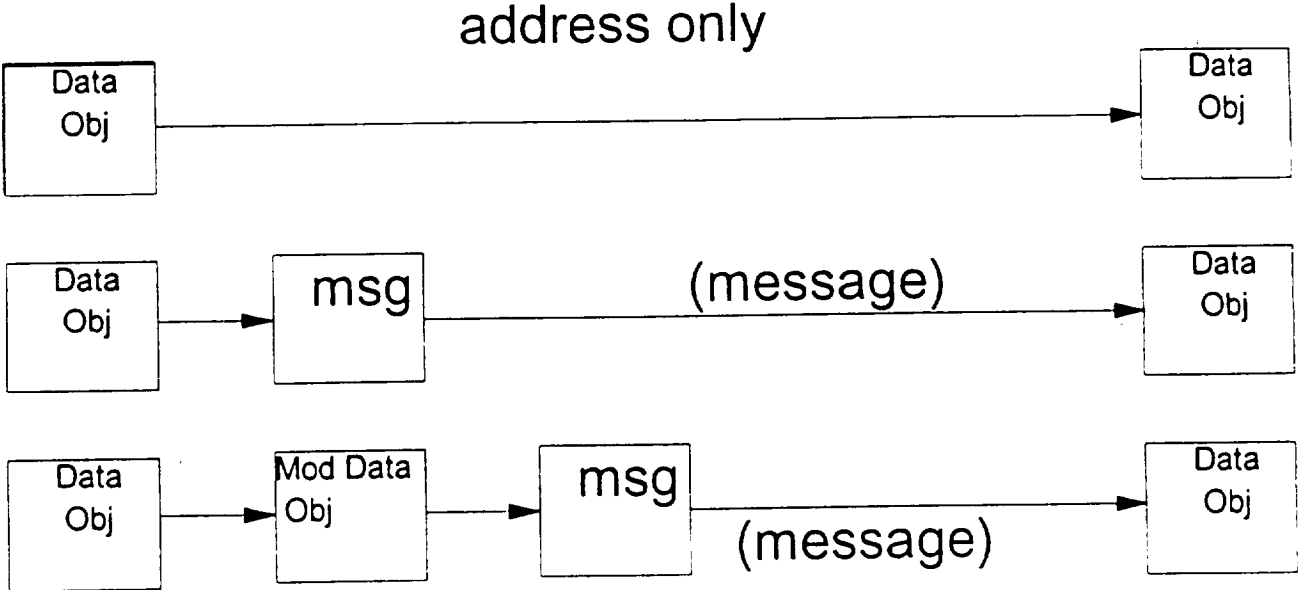 address only
Data
Obj
Data
Obj
Data
Obj
msg
(message)
Data
Obj
Data
Obj
Mod Data
Obj
msg
(message)
Data
Obj